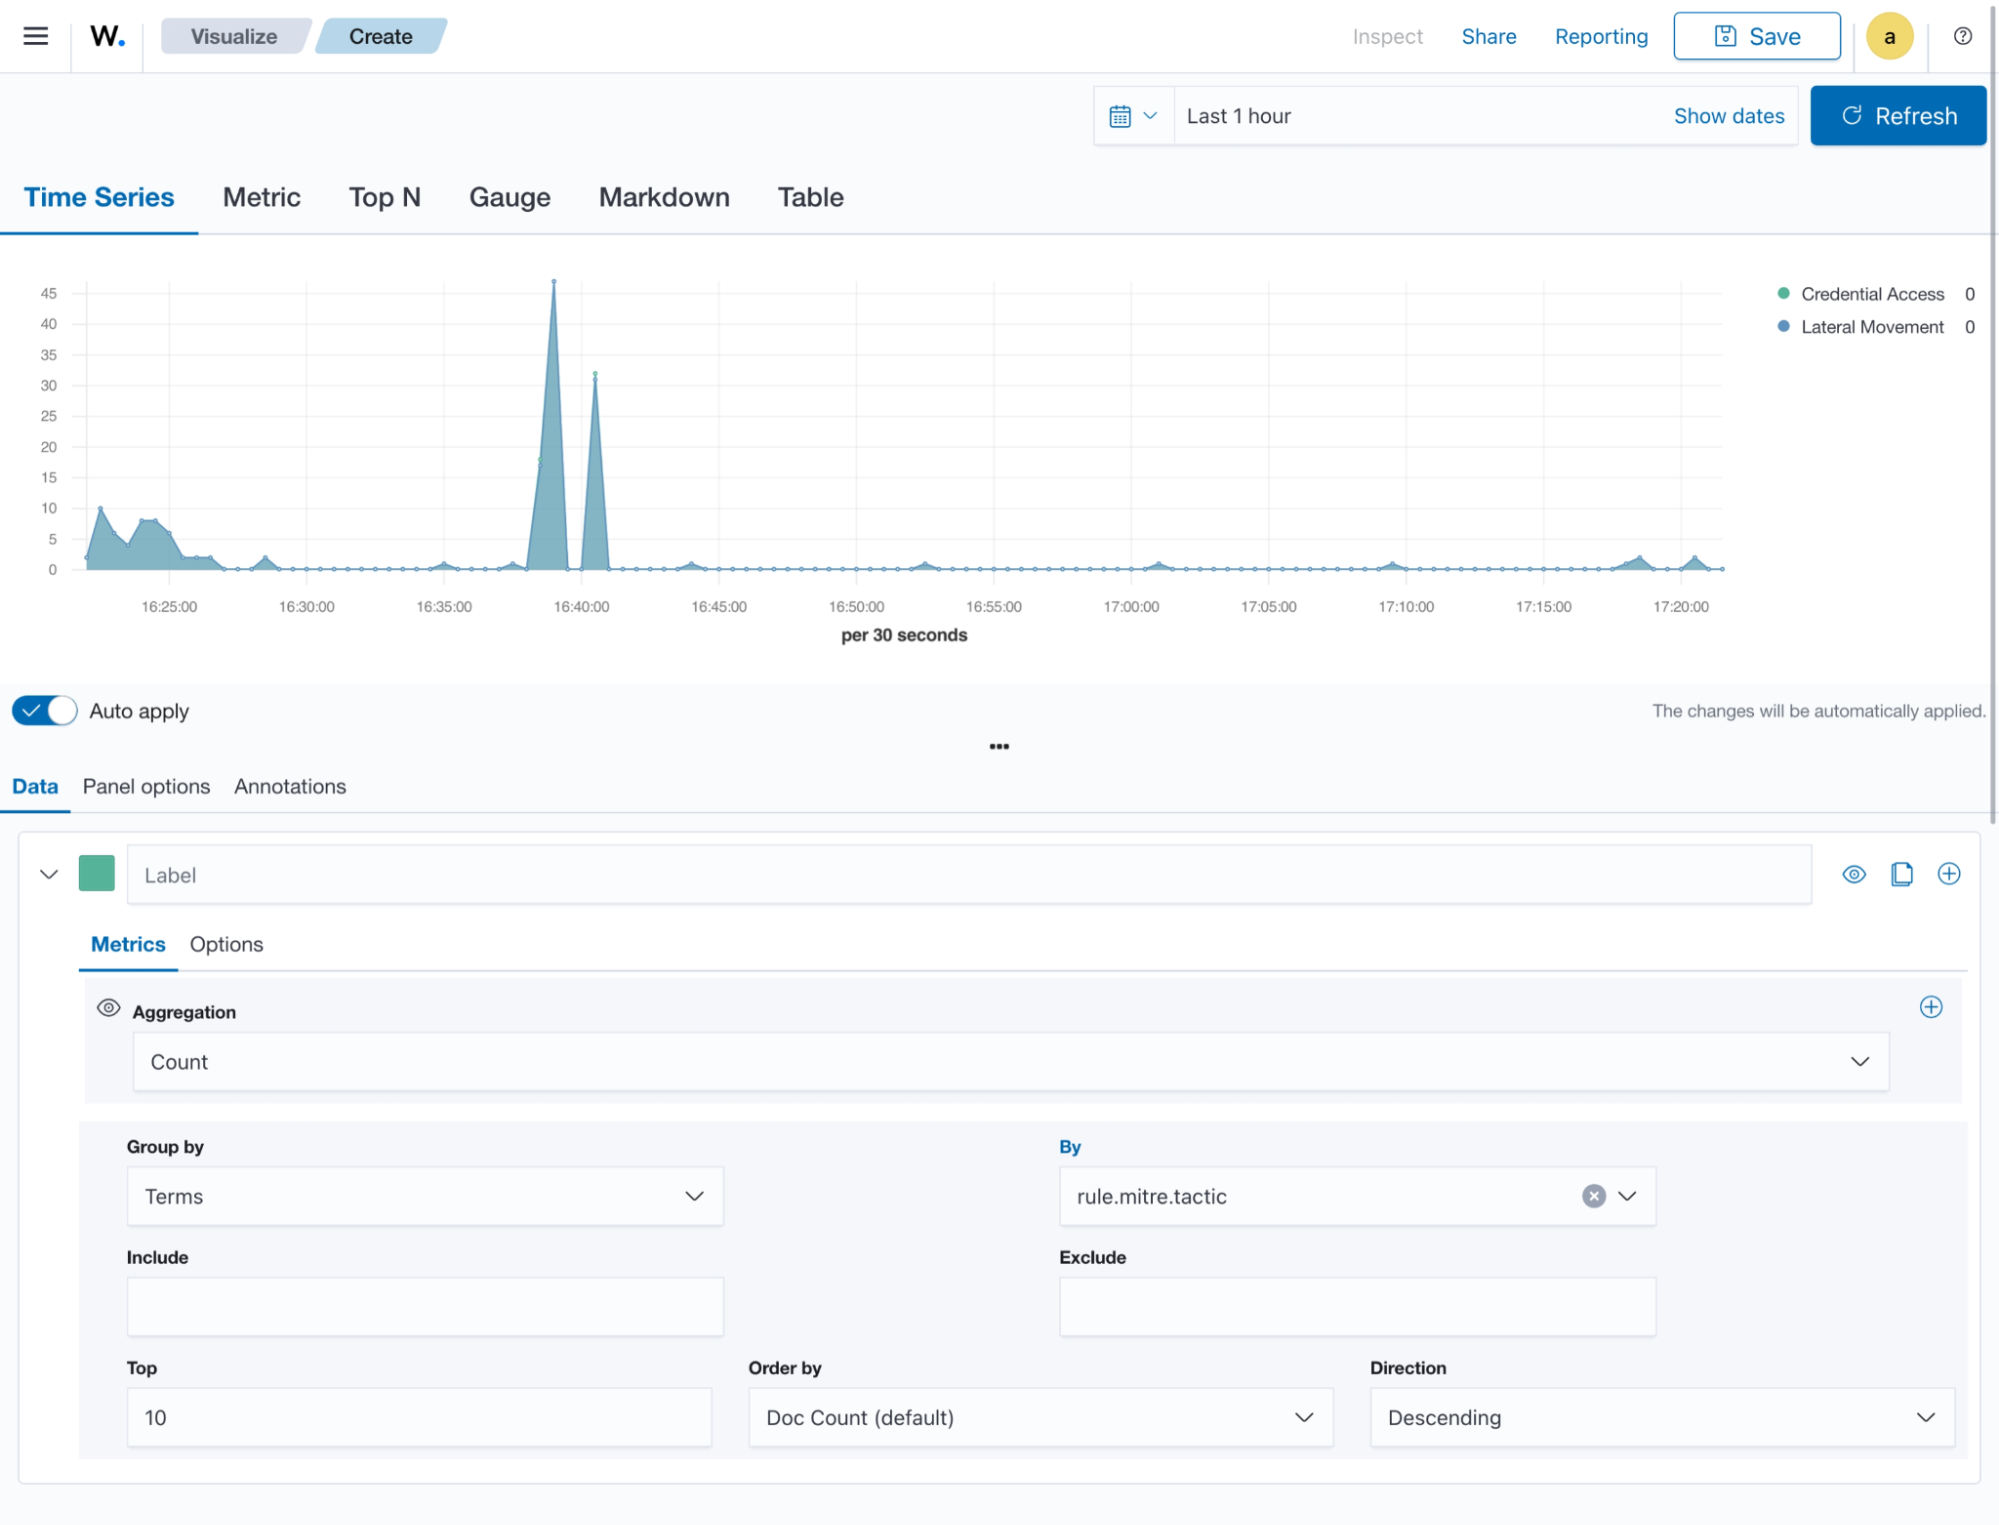 W.
Visualize
Create
Inspect
Share
Reporting
Save
a
Last 1 hour
Show dates
Refresh
Time Series
Metric
Top N
Gauge
Markdown
Table
45
40
35
30
25
20
15
10
5
0
16:25:00
16:30:00
16:35:00
16:40:00
16:45:00
16:50:00
16:55:00
17:00:00
17:05:00
17:10:00
17:15:00
17:20:00
per 30 seconds
Credential Access 0
Lateral Movement 0
Auto apply
The changes will be automatically applied.
Data
Panel options
Annotations
Label
Metrics
Options
Aggregation
Count
Group by
By
Terms
rule.mitre.tactic
Include
Exclude
Top
Order by
Direction
10
Doc Count (default)
Descending